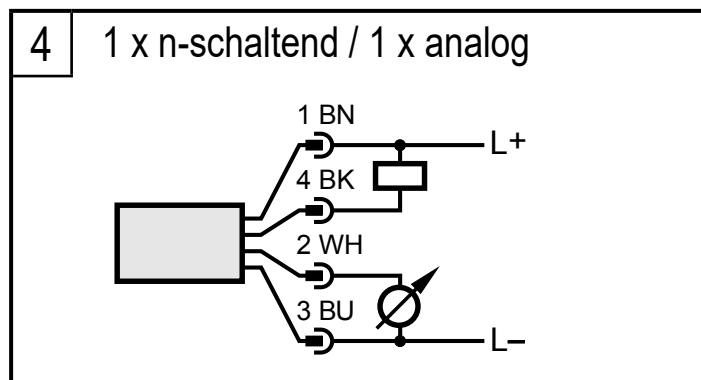 4 1 x n-schaltend / 1 x analog
1 BN
L+
4 BK
2 WH
3 BU
L–